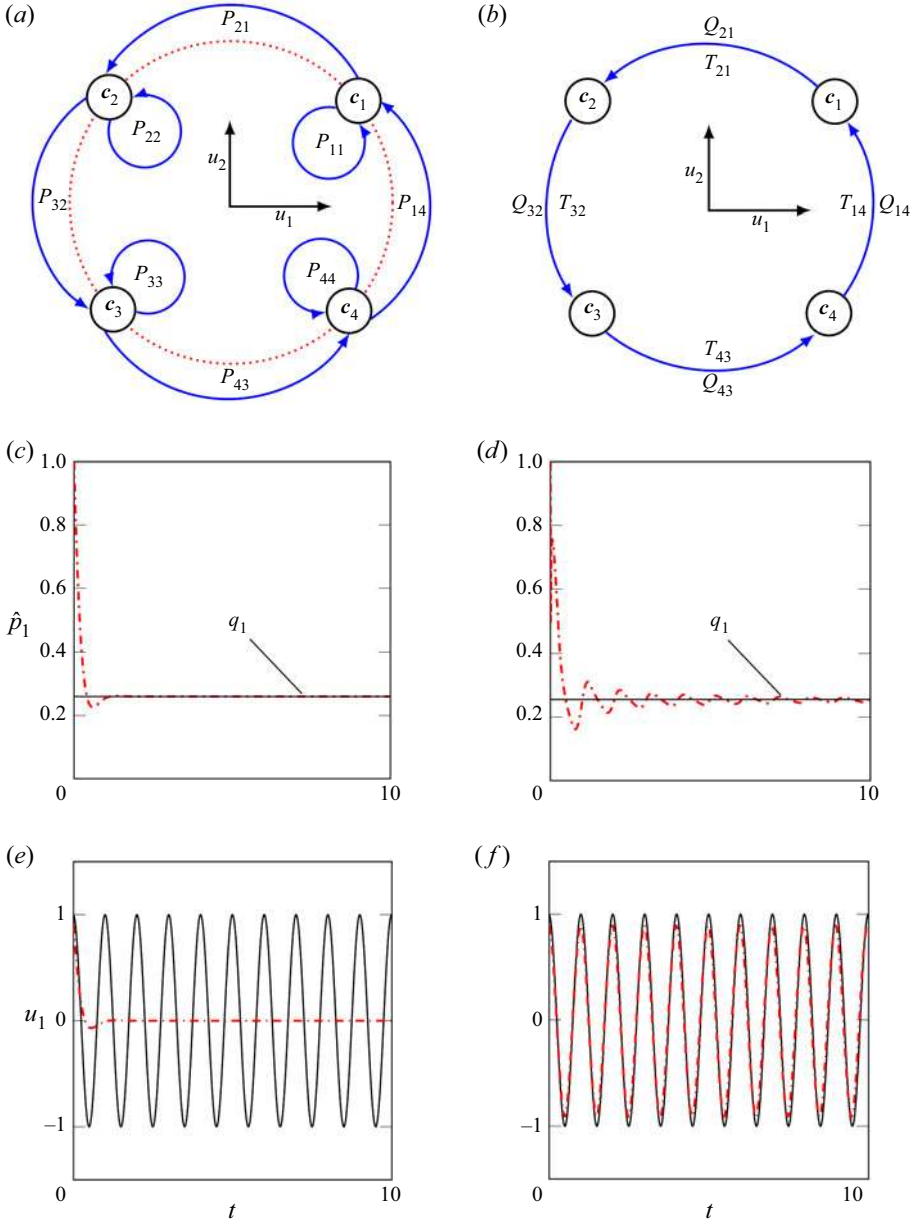 (a)
P21
c2
c1
P22
P11
u2
u1
P32
P14
P33
P44
c3
c4
P43
(b)
Q21
T21
c2
c1
u2
u1
Q32
T32
T14
Q14
c3
c4
T43
Q43
(c)
1.0
0.8
0.6
p̂1
0.4
0.2
0
10
q1
(d)
1.0
0.8
0.6
0.4
0.2
0
10
q1
(e)
1
u1
0
−1
0
10
t
(f)
1
0
−1
0
10
t